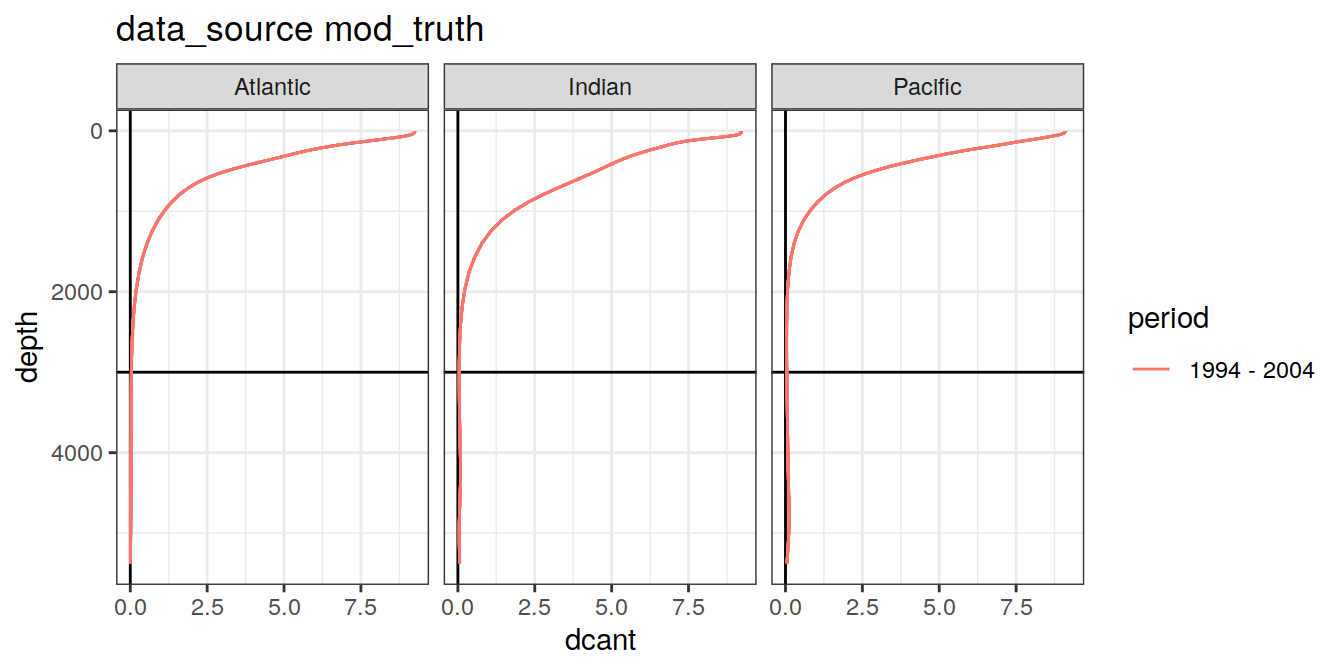 data_source mod_truth
Atlantic Indian Pacific
0
2000
4000
depth
0.0 2.5 5.0 7.5 0.0 2.5 5.0 7.5 0.0 2.5 5.0 7.5
dcant
period
1994 - 2004